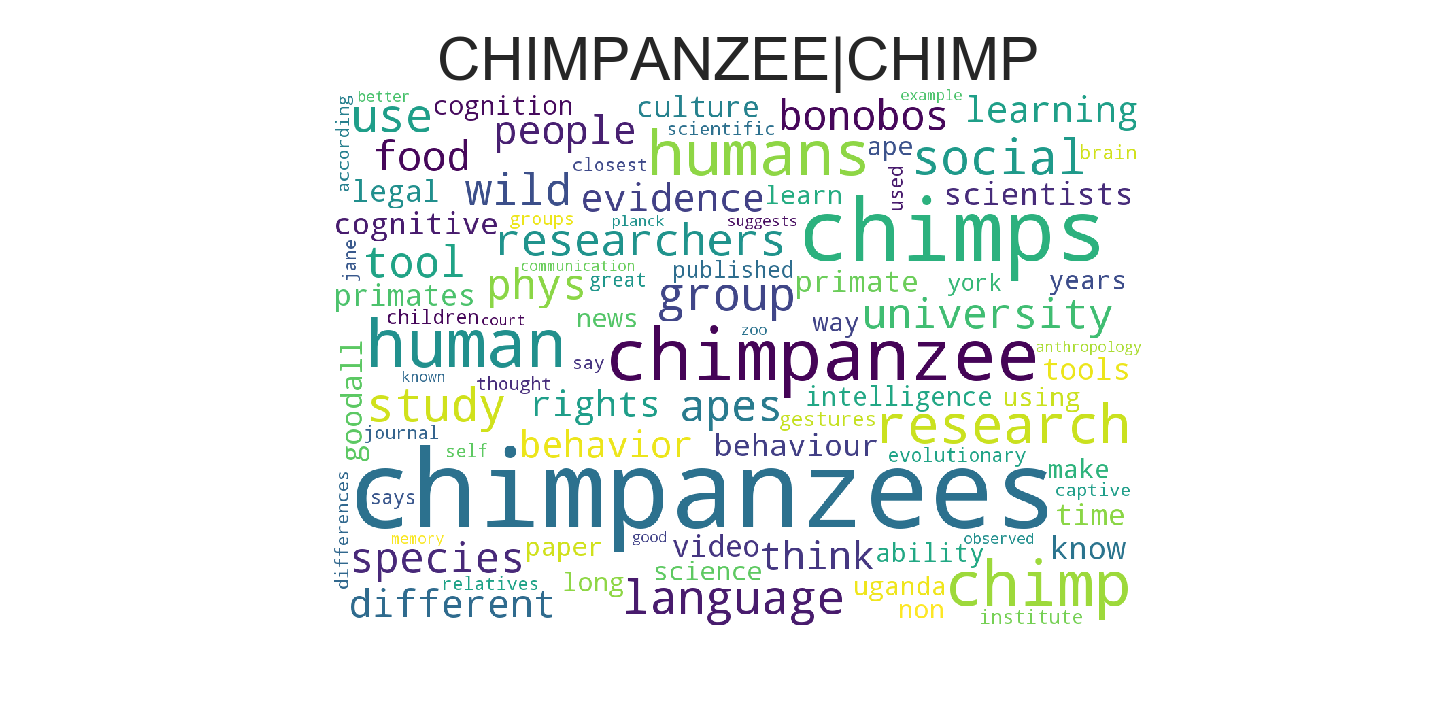 CHIMPANZEE|CHIMP
better
example
according
use
cognition
culture
bonobos
learning
people
scientific
humans
ape
social
brain
food
closest
legal
wild
evidence
learn
used
scientists
cognitive
groups
planck
suggests
chimps
researchers
jane
tool
communication
published
primates
phys
great
group
primate
york
years
children
court
news
zoo
way
university
human
say
chimpanzee
anthropology
goodall
known
thought
tools
study
rights
apes
intelligence
using
gestures
research
journal
self
behavior
behaviour
evolutionary
make
chimpanzees
says
captive
differences
time
memory
good
observed
species
paper
video
think
ability
know
relatives
long
science
uganda
chimp
different
language
non
institute